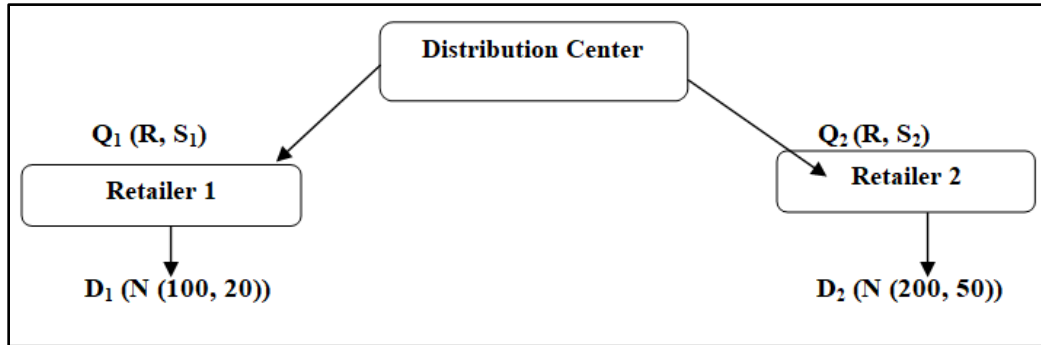 Distribution Center
Q₁ (R, S₁)
Q₂ (R, S₂)
Retailer 1
Retailer 2
D₁ (N (100, 20))
D₂ (N (200, 50))